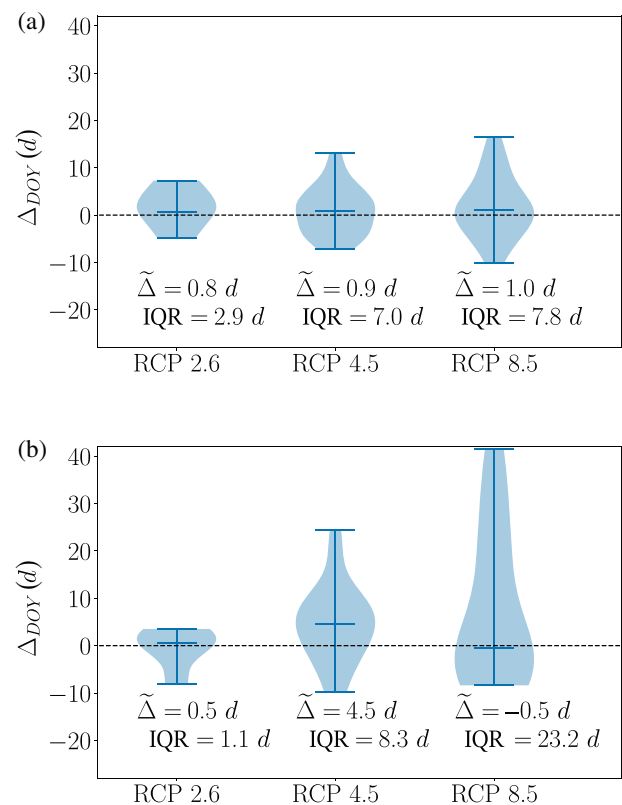 (a)
40
30
20
10
0
−10
−20
Δ_DOY (d)
Δ̃ = 0.8 d
IQR = 2.9 d
Δ̃ = 0.9 d
IQR = 7.0 d
Δ̃ = 1.0 d
IQR = 7.8 d
RCP 2.6
RCP 4.5
RCP 8.5
(b)
40
30
20
10
0
−10
−20
Δ_DOY (d)
Δ̃ = 0.5 d
IQR = 1.1 d
Δ̃ = 4.5 d
IQR = 8.3 d
Δ̃ = −0.5 d
IQR = 23.2 d
RCP 2.6
RCP 4.5
RCP 8.5